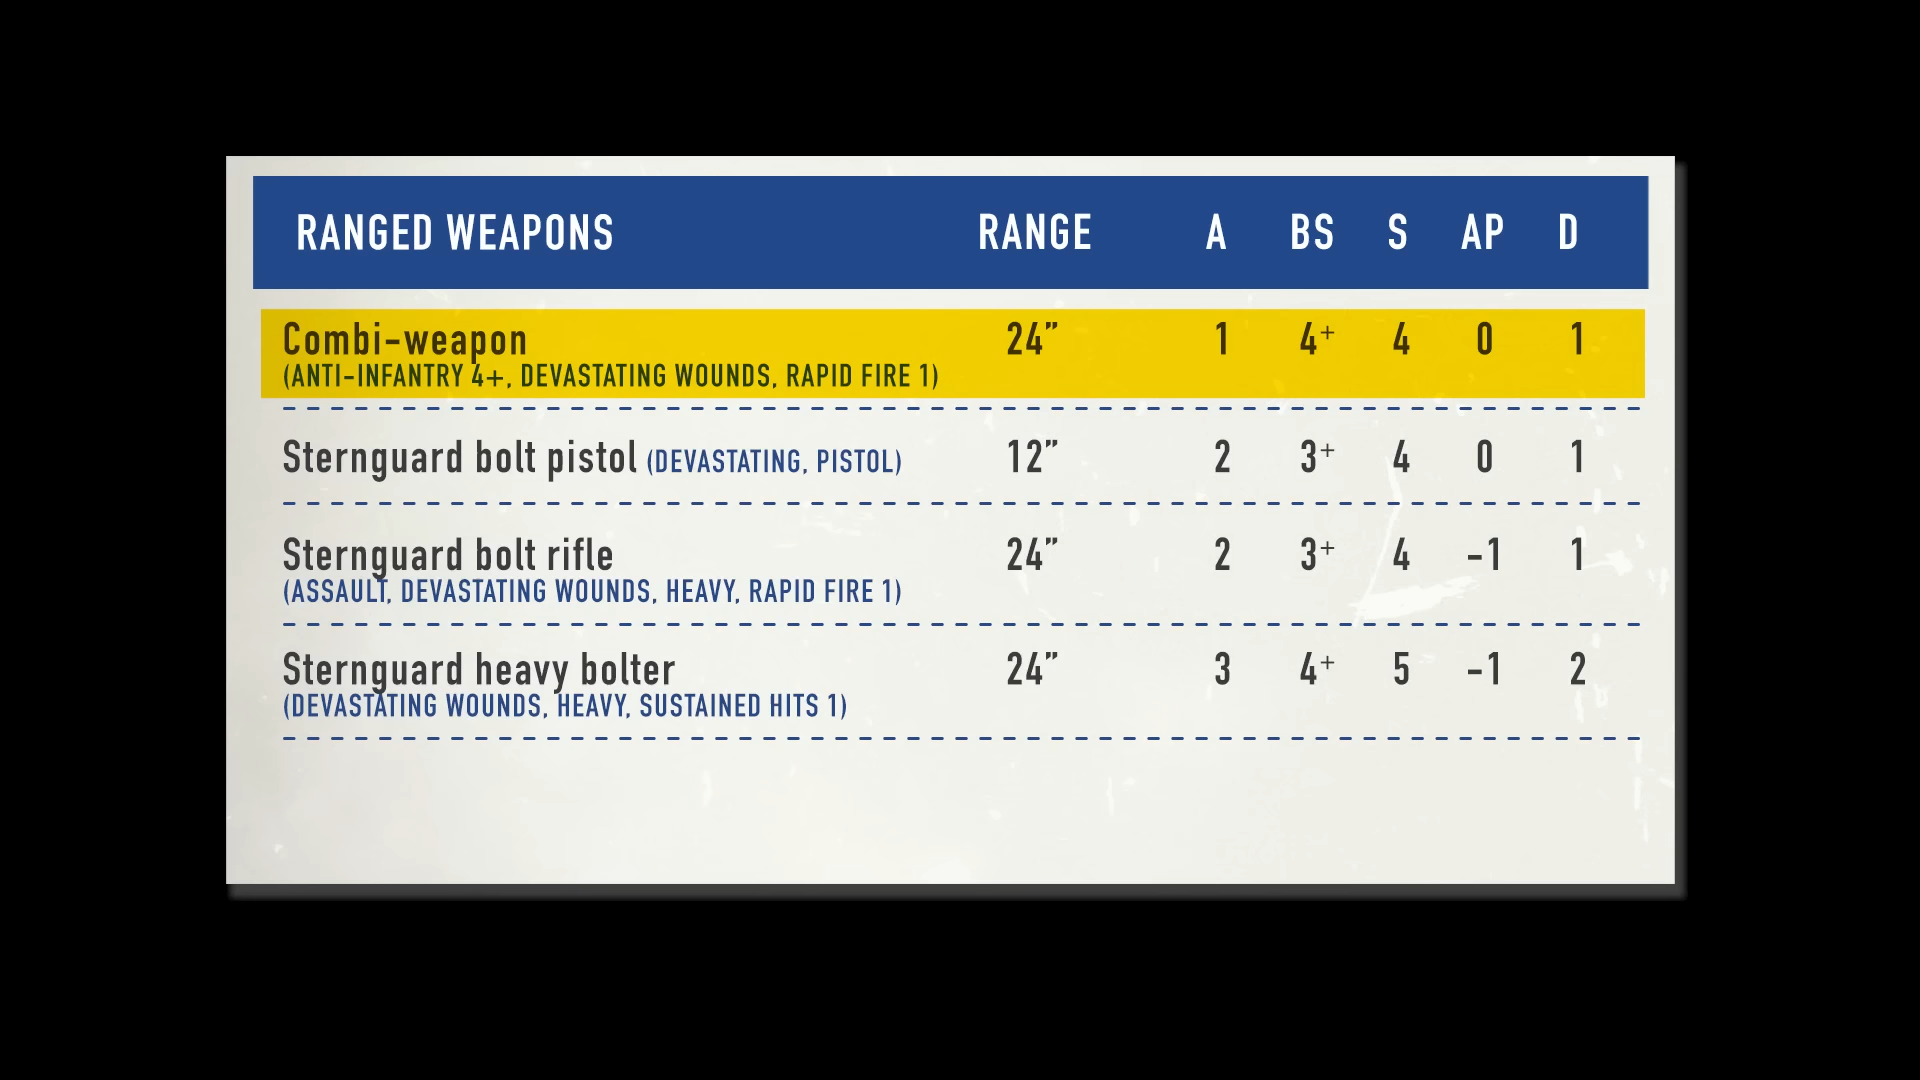 RANGED WEAPONS RANGE A BS S AP D
Combi-weapon 24” 1 4+ 4 0 1
(ANTI-INFANTRY 4+, DEVASTATING WOUNDS, RAPID FIRE 1)
Sternguard bolt pistol (DEVASTATING, PISTOL) 12” 2 3+ 4 0 1
Sternguard bolt rifle 24” 2 3+ 4 -1 1
(ASSAULT, DEVASTATING WOUNDS, HEAVY, RAPID FIRE 1)
Sternguard heavy bolter 24” 3 4+ 5 -1 2
(DEVASTATING WOUNDS, HEAVY, SUSTAINED HITS 1)